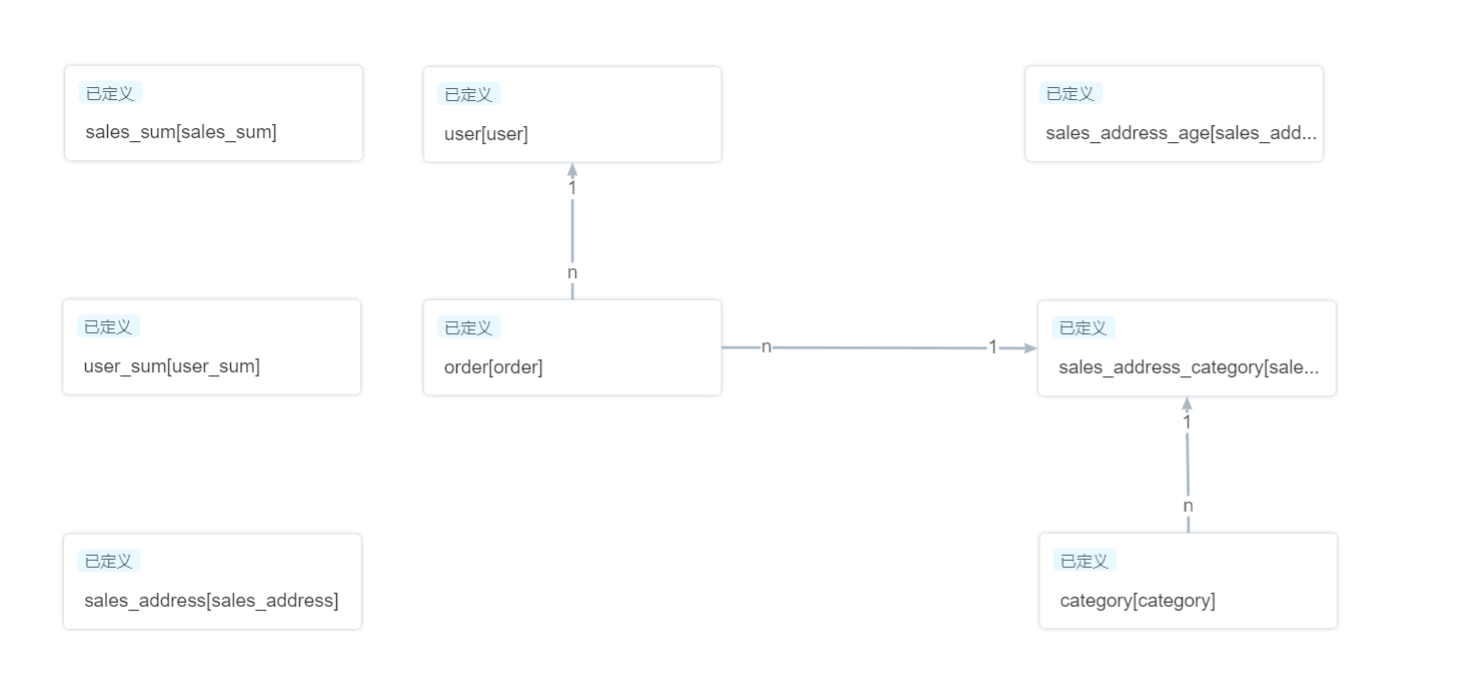 已定义
sales_sum[sales_sum]
已定义
user[user]
已定义
sales_address_age[sales_add...
1
n
已定义
user_sum[user_sum]
已定义
order[order]
n
1
已定义
sales_address_category[sale...
1
n
已定义
sales_address[sales_address]
已定义
category[category]